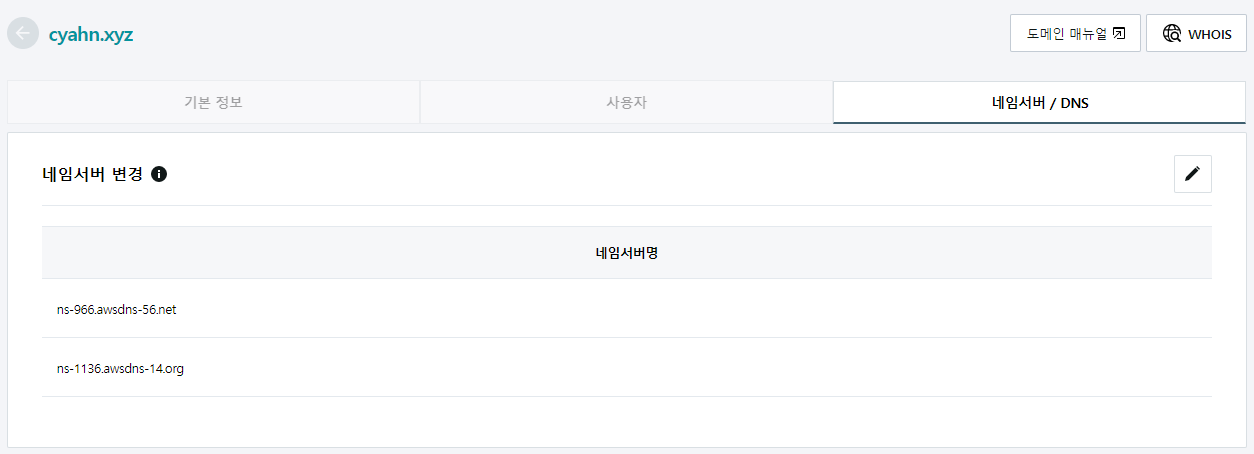 cyahn.xyz
도메인 매뉴얼
WHOIS
기본 정보
사용자
네임서버 / DNS
네임서버 변경
네임서버명
ns-966.awsdns-56.net
ns-1136.awsdns-14.org